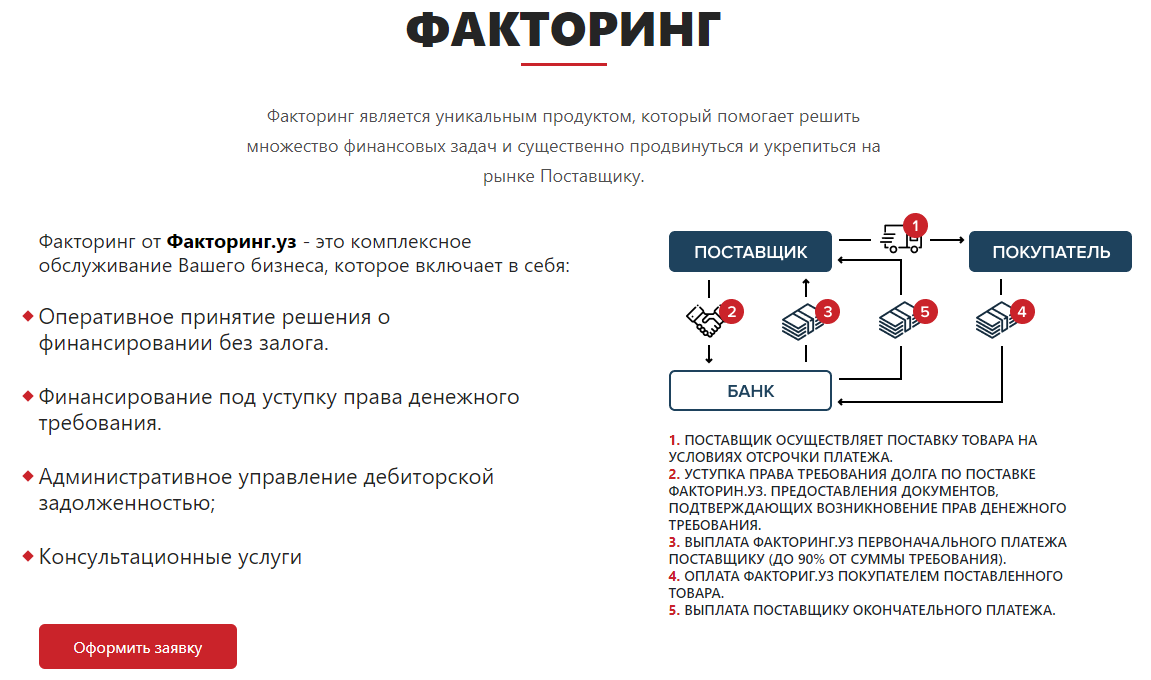 ФАКТОРИНГ
Факторинг является уникальным продуктом, который помогает решить
множество финансовых задач и существенно продвинуться и укрепиться на
рынке Поставщику.
Факторинг от Факторинг.уз - это комплексное
обслуживание Вашего бизнеса, которое включает в себя:
Оперативное принятие решения о
финансировании без залога.
Финансирование под уступку права денежного
требования.
Административное управление дебиторской
задолженностью;
Консультационные услуги
Оформить заявку
ПОСТАВЩИК
1
ПОКУПАТЕЛЬ
2
3
5
4
БАНК
1. ПОСТАВЩИК ОСУЩЕСТВЛЯЕТ ПОСТАВКУ ТОВАРА НА
УСЛОВИЯХ ОТСРОЧКИ ПЛАТЕЖА.
2. УСТУПКА ПРАВА ТРЕБОВАНИЯ ДОЛГА ПО ПОСТАВКЕ
ФАКТОРИН.УЗ. ПРЕДОСТАВЛЕНИЯ ДОКУМЕНТОВ,
ПОДТВЕРЖДАЮЩИХ ВОЗНИКНОВЕНИЕ ПРАВ ДЕНЕЖНОГО
ТРЕБОВАНИЯ.
3. ВЫПЛАТА ФАКТОРИНГ.УЗ ПЕРВОНАЧАЛЬНОГО ПЛАТЕЖА
ПОСТАВЩИКУ (ДО 90% ОТ СУММЫ ТРЕБОВАНИЯ).
4. ОПЛАТА ФАКТОРИГ.УЗ ПОКУПАТЕЛЕМ ПОСТАВЛЕННОГО
ТОВАРА.
5. ВЫПЛАТА ПОСТАВЩИКУ ОКОНЧАТЕЛЬНОГО ПЛАТЕЖА.